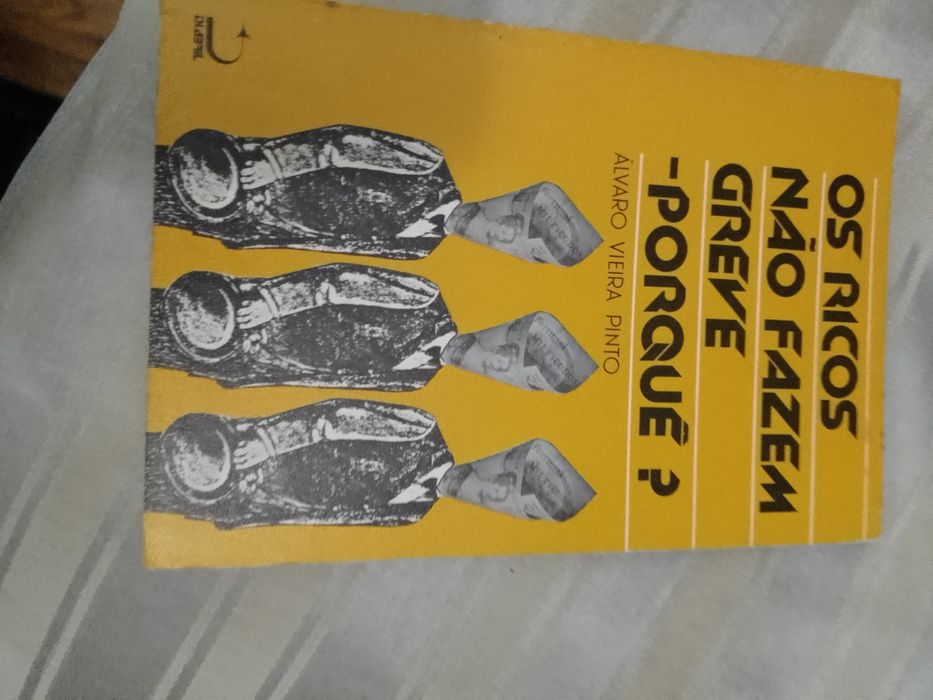 OS RICOS
NÃO FAZEM
GREVE
-PORQUÊ?
ÁLVARO VIEIRA PINTO